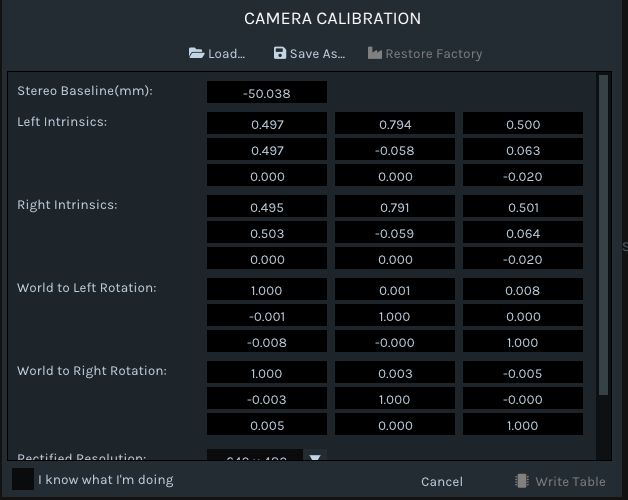 CAMERA CALIBRATION
Load... Save As... Restore Factory
Stereo Baseline(mm): -50.038
Left Intrinsics: 0.497 0.794 0.500
0.497 -0.058 0.063
0.000 0.000 -0.020
Right Intrinsics: 0.495 0.791 0.501
0.503 -0.059 0.064
0.000 0.000 -0.020
World to Left Rotation: 1.000 0.001 0.008
-0.001 1.000 0.000
-0.008 -0.000 1.000
World to Right Rotation: 1.000 0.003 -0.005
-0.003 1.000 -0.000
0.005 0.000 1.000
Rectified Resolution:
I know what I'm doing Cancel Write Table